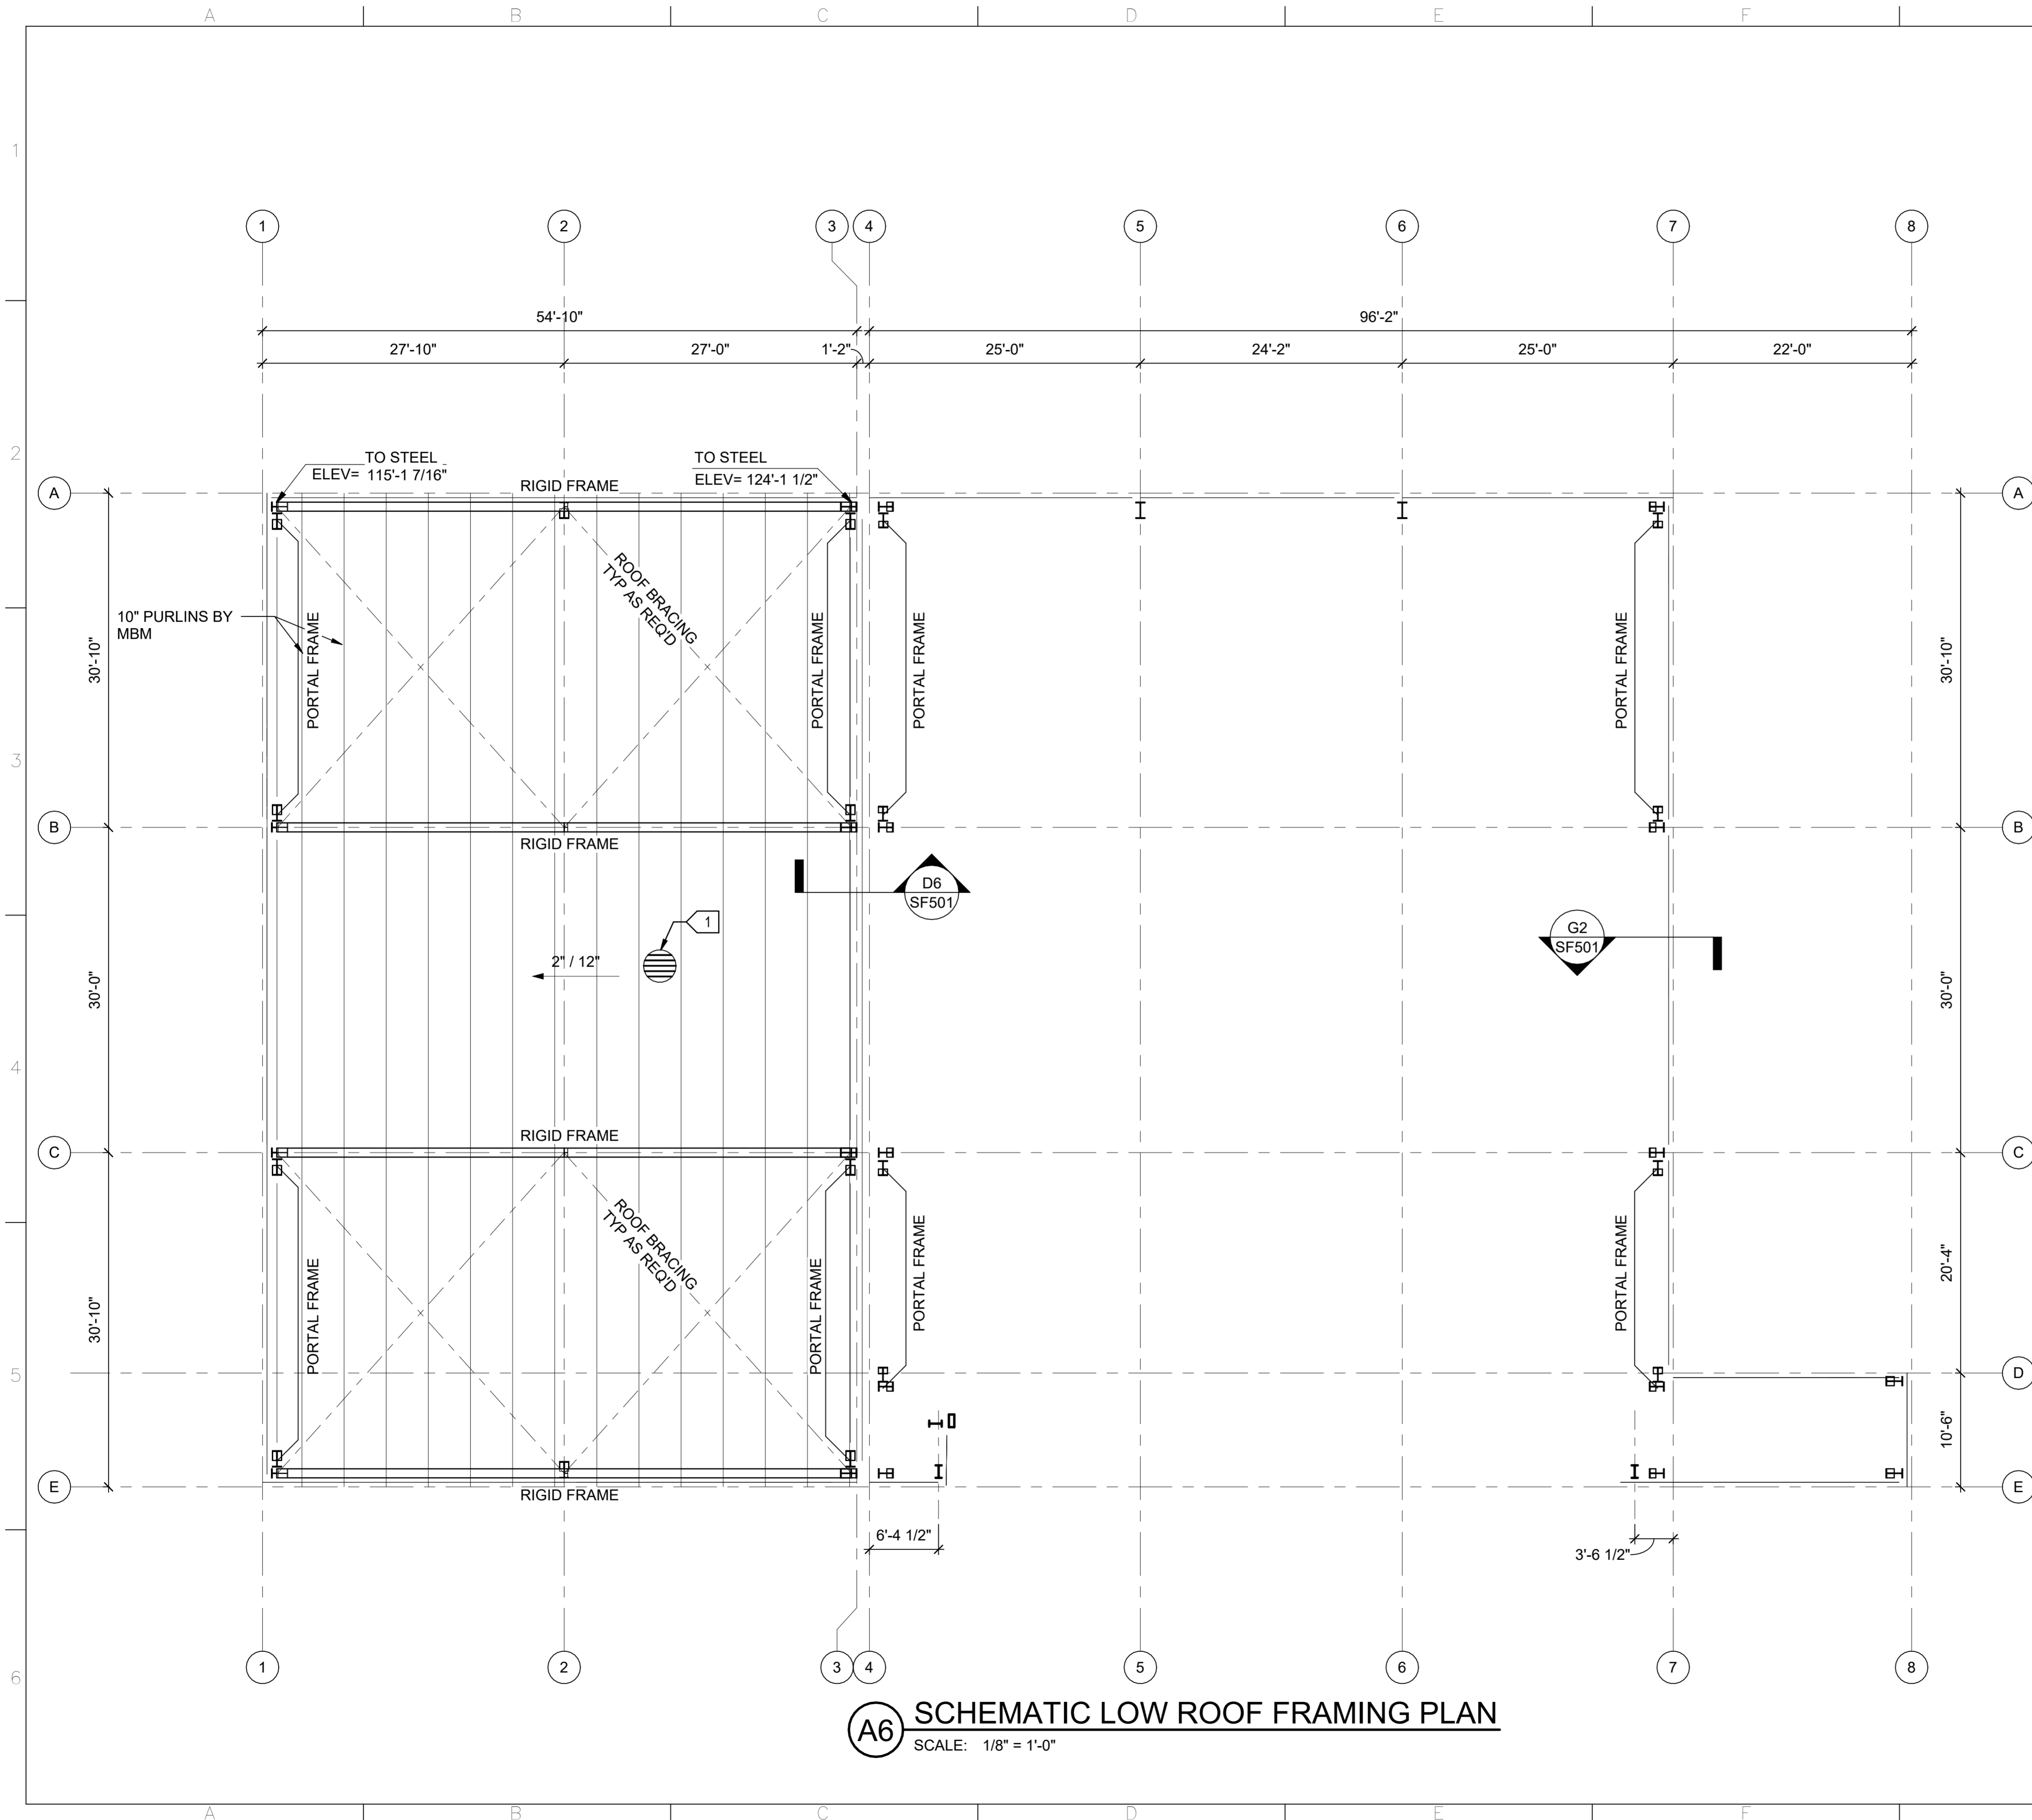 A B C D E F
1
1 2 3 4 5 6 7 8
54'-10" 96'-2"
27'-10" 27'-0" 1'-2" 25'-0" 24'-2" 25'-0" 22'-0"
2
TO STEEL
ELEV= 115'-1 7/16"
TO STEEL
ELEV= 124'-1 1/2"
RIGID FRAME
A A
ROOF BRACING
TYP AS REQ'D
10" PURLINS BY
MBM
PORTAL FRAME
PORTAL FRAME
PORTAL FRAME
PORTAL FRAME
30'-10"
30'-10"
3
B B
RIGID FRAME
D6
SF501
1
G2
SF501
2" / 12"
30'-0"
30'-0"
4
RIGID FRAME
C C
ROOF BRACING
TYP AS REQ'D
PORTAL FRAME
PORTAL FRAME
PORTAL FRAME
PORTAL FRAME
30'-10"
20'-4"
5
D
10'-6"
E E
RIGID FRAME
6'-4 1/2"
3'-6 1/2"
1 2 3 4 5 6 7 8
6
A6
SCHEMATIC LOW ROOF FRAMING PLAN
SCALE: 1/8" = 1'-0"
A B C D E F